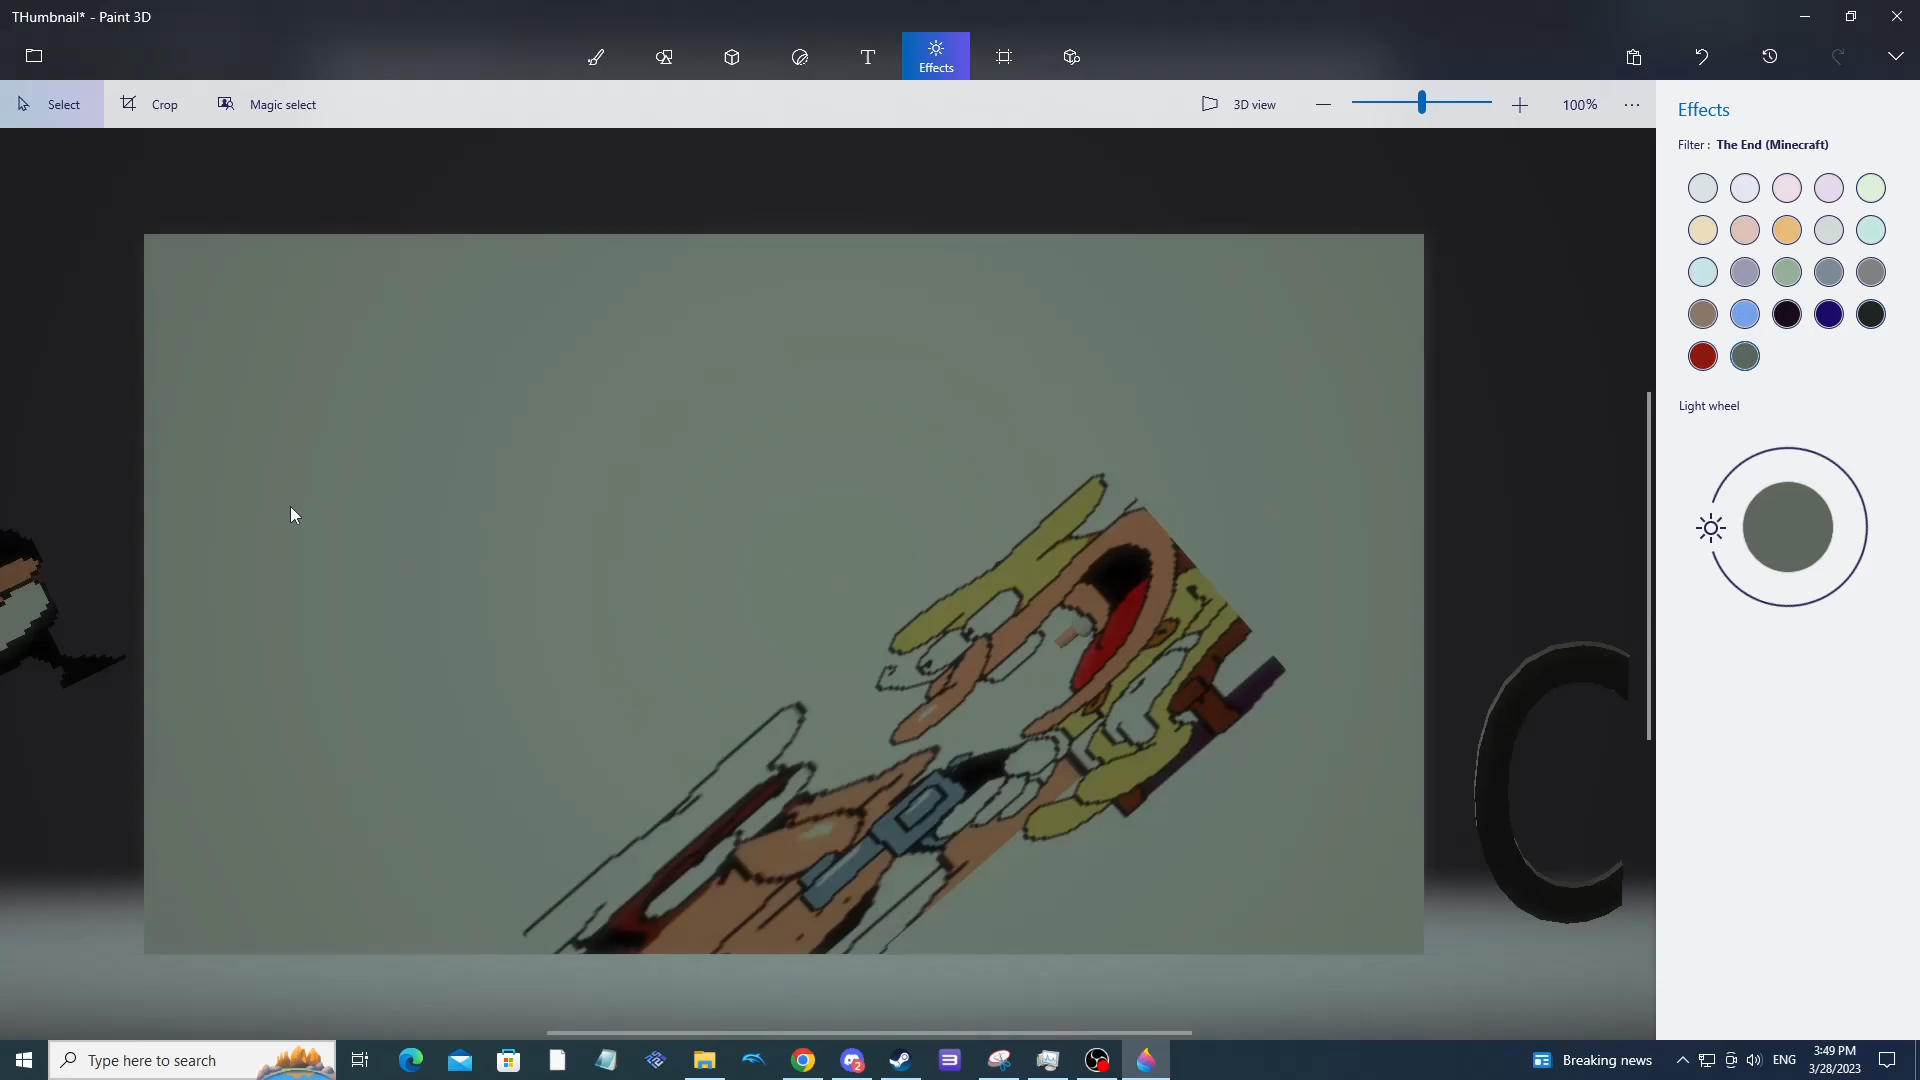 THumbnail* - Paint 3D
Effects
Select
Crop
Magic select
3D view
100%
Effects
Filter : The End (Minecraft)
Light wheel
C
Type here to search
2
Breaking news
ENG
3:49 PM
3/28/2023